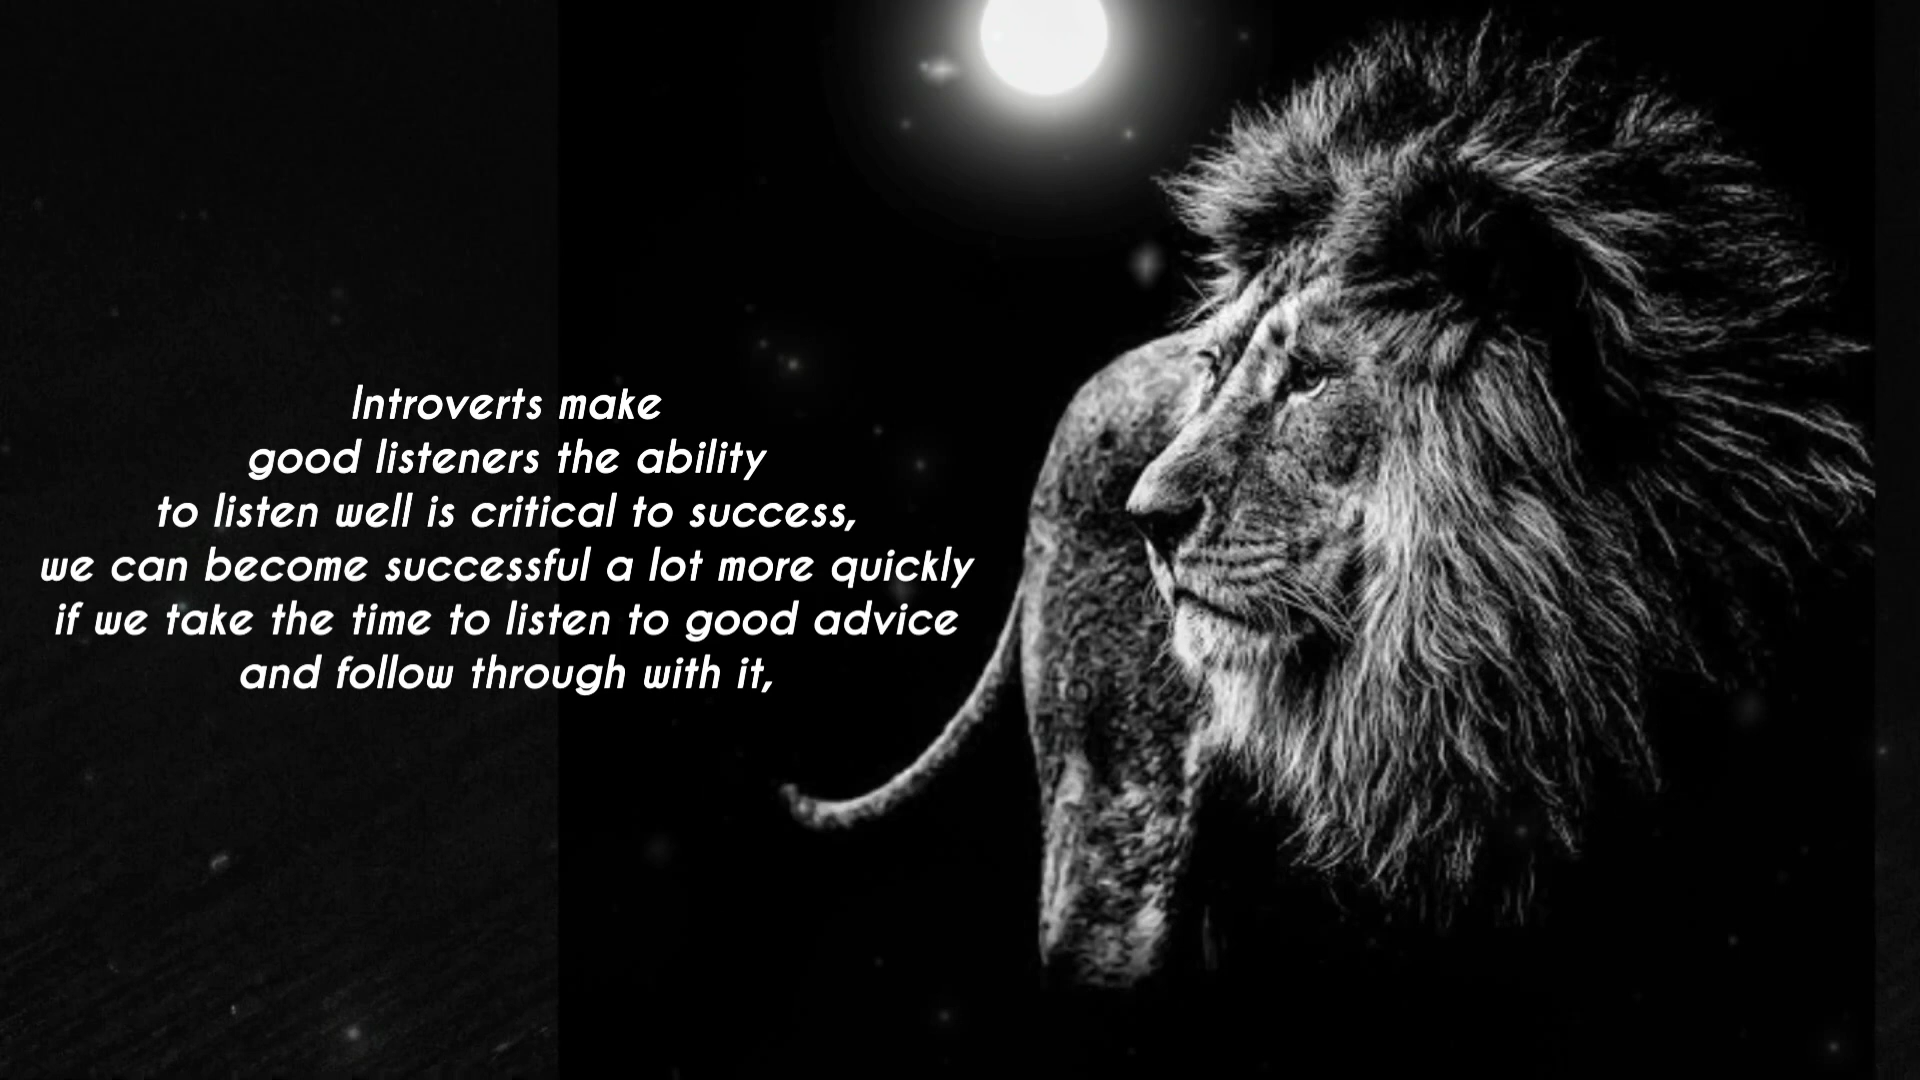 Introverts make
good listeners the ability
to listen well is critical to success,
we can become successful a lot more quickly
if we take the time to listen to good advice
and follow through with it,